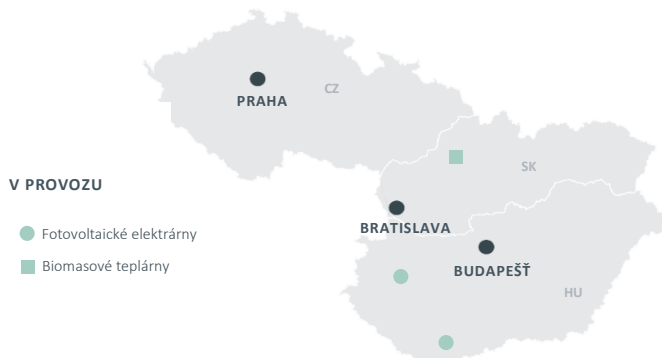 CZ
PRAHA
SK
V PROVOZU
BRATISLAVA
Fotovoltaické elektrárny
BUDAPEŠŤ
Biomasové teplárny
HU